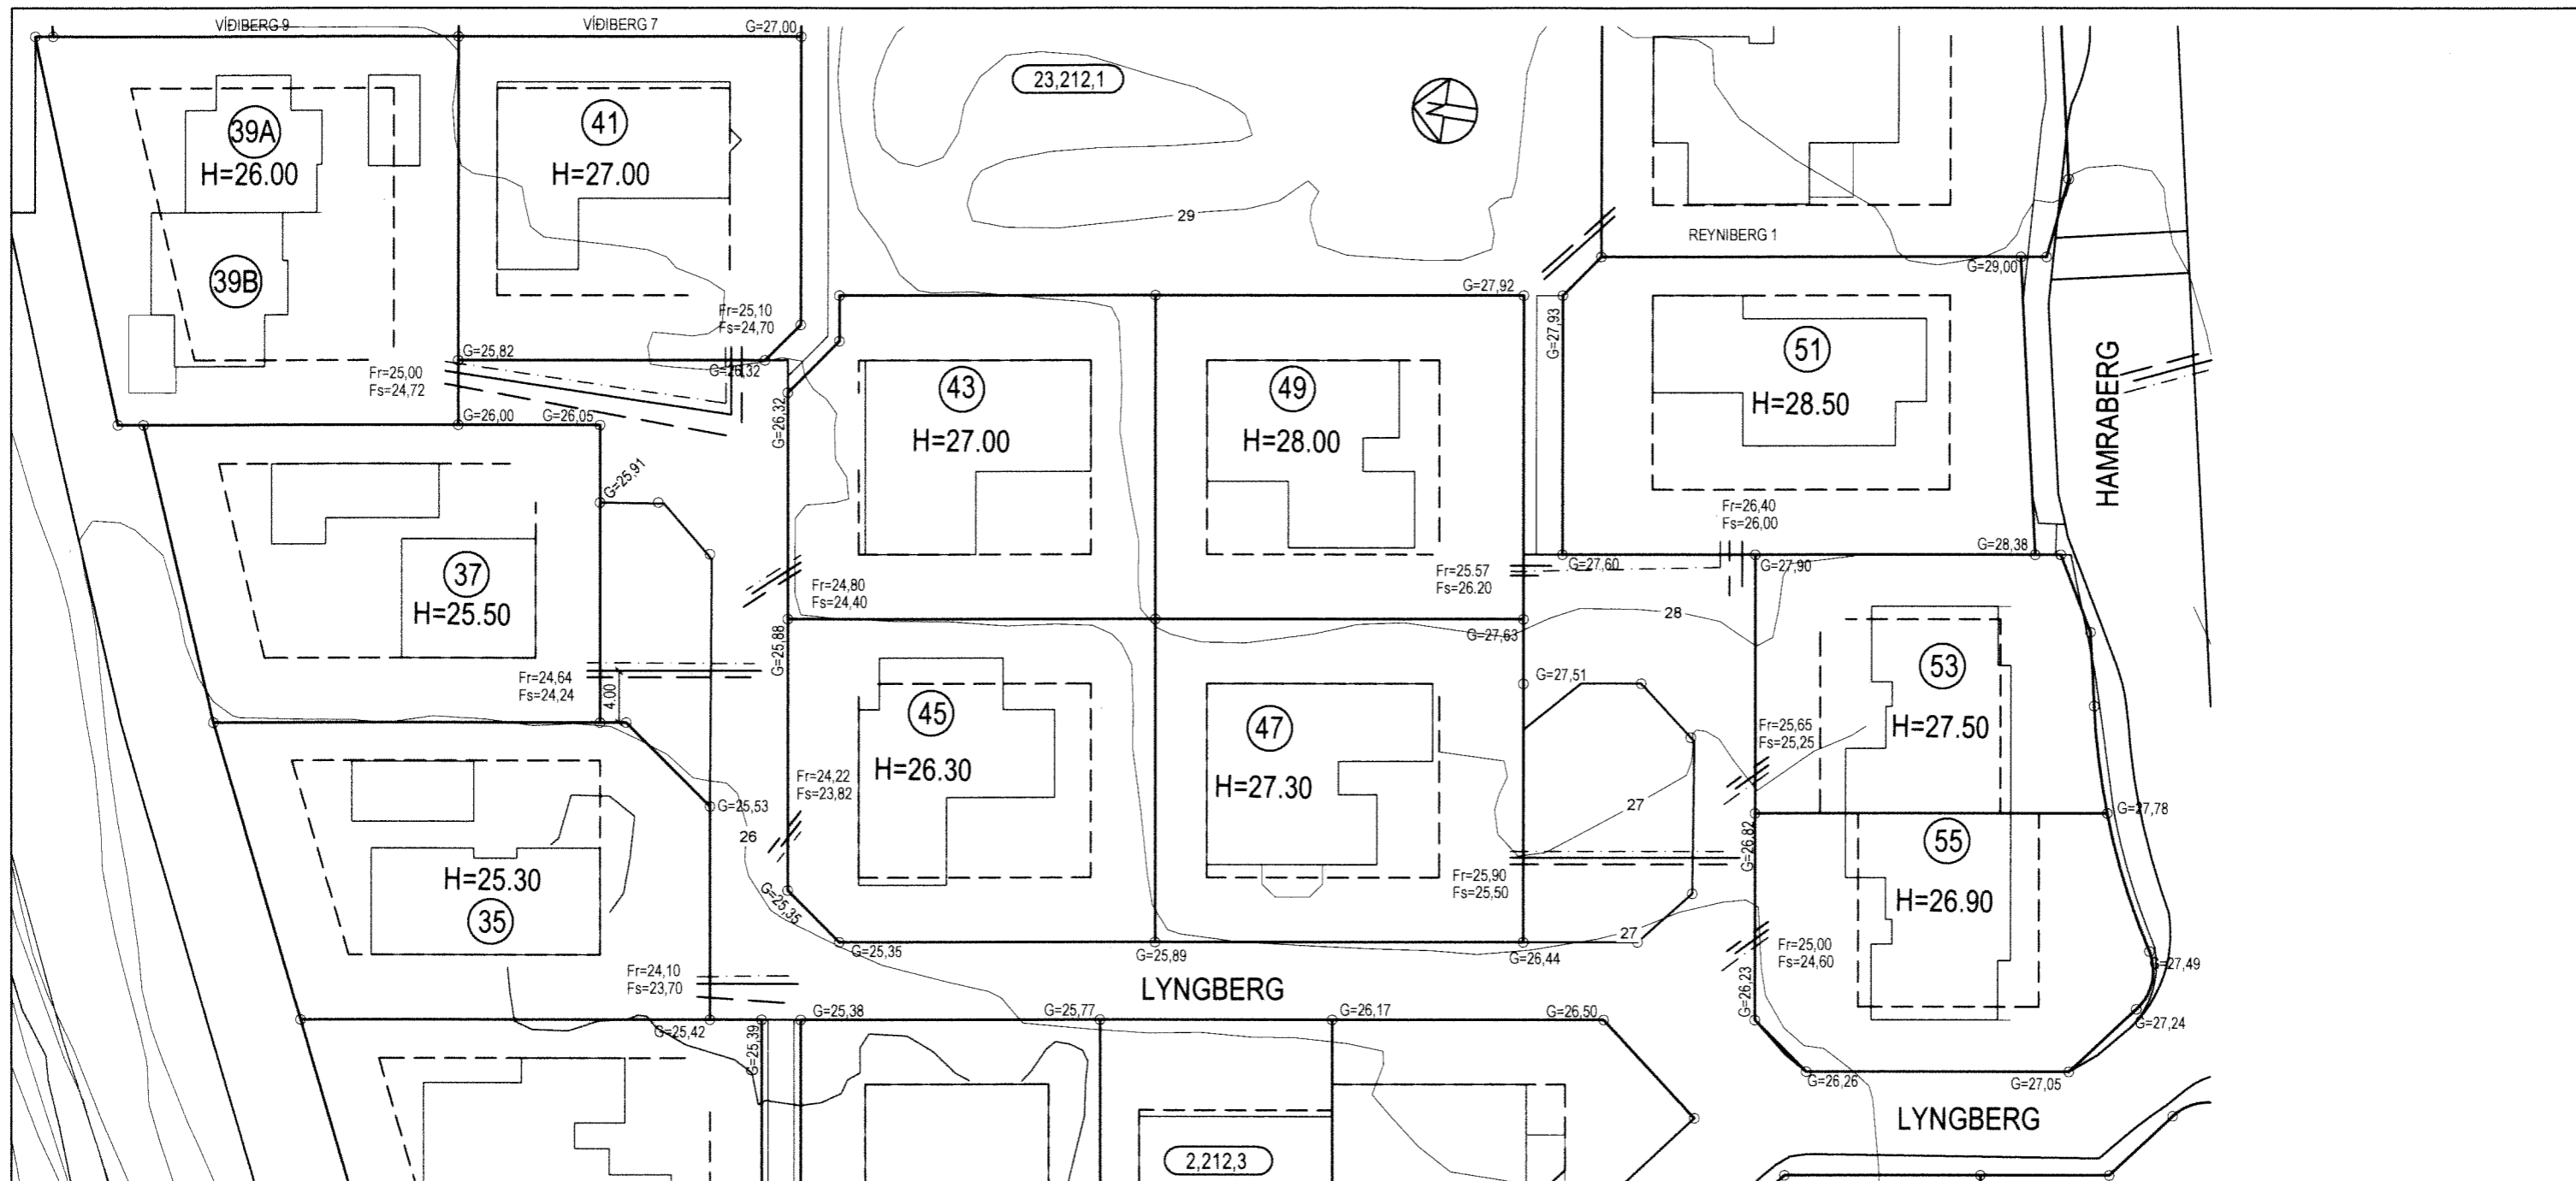 VÍÐIBERG 9
VÍÐIBERG 7
G=27,00
23,212,1
39A
H=26.00
41
H=27.00
29
REYNIBERG 1
G=29,00
39B
G=27,92
G=27,93
Fr=25,10
Fs=24,70
G=25,82
G=26,32
Fr=25,00
Fs=24,72
G=26,32
G=26,00
G=26,05
43
H=27.00
49
H=28.00
51
H=28.50
HAMRABERG
G=25,91
Fr=26,40
Fs=26,00
37
H=25.50
Fr=24,80
Fs=24,40
Fr=25.57
Fs=26.20
G=27,60
G=27,90
G=28,38
28
G=25,88
G=27,63
Fr=24,64
Fs=24,24
4.00
G=27,51
45
H=26.30
47
H=27.30
53
H=27.50
Fr=25,65
Fs=25,25
Fr=24,22
Fs=23,82
G=25,53
26
27
G=27,78
G=26,82
H=25.30
35
G=25,35
Fr=25,90
Fs=25,50
55
H=26.90
G=25,35
G=25,89
27
G=26,44
Fr=25,00
Fs=24,60
G=27,49
Fr=24,10
Fs=23,70
LYNGBERG
G=26,23
G=25,42
G=25,39
G=25,38
G=25,77
G=26,17
G=26,50
G=27,24
G=26,26
G=27,05
LYNGBERG
2,212,3